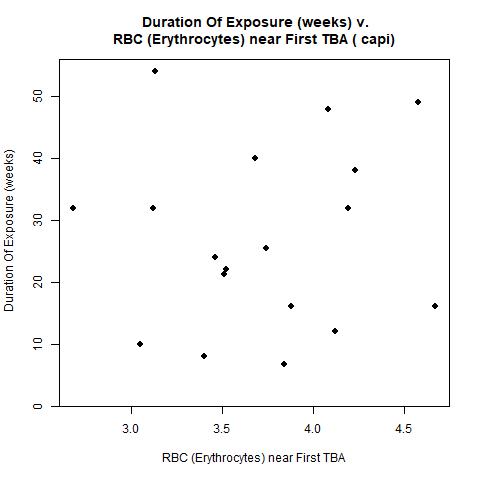 Duration Of Exposure (weeks) v.
RBC (Erythrocytes) near First TBA ( capi)
Duration Of Exposure (weeks)
50
40
30
20
10
0
3.0 3.5 4.0 4.5
RBC (Erythrocytes) near First TBA